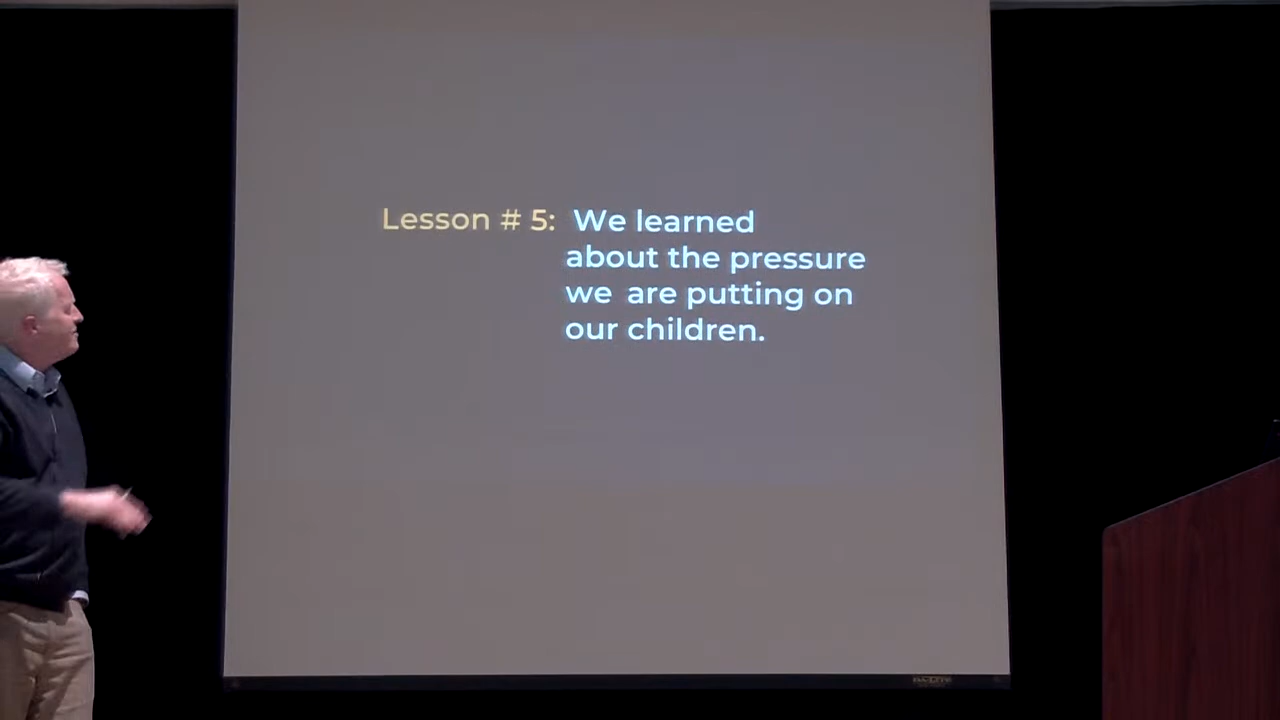 Lesson # 5: We learned
about the pressure
we are putting on
our children.